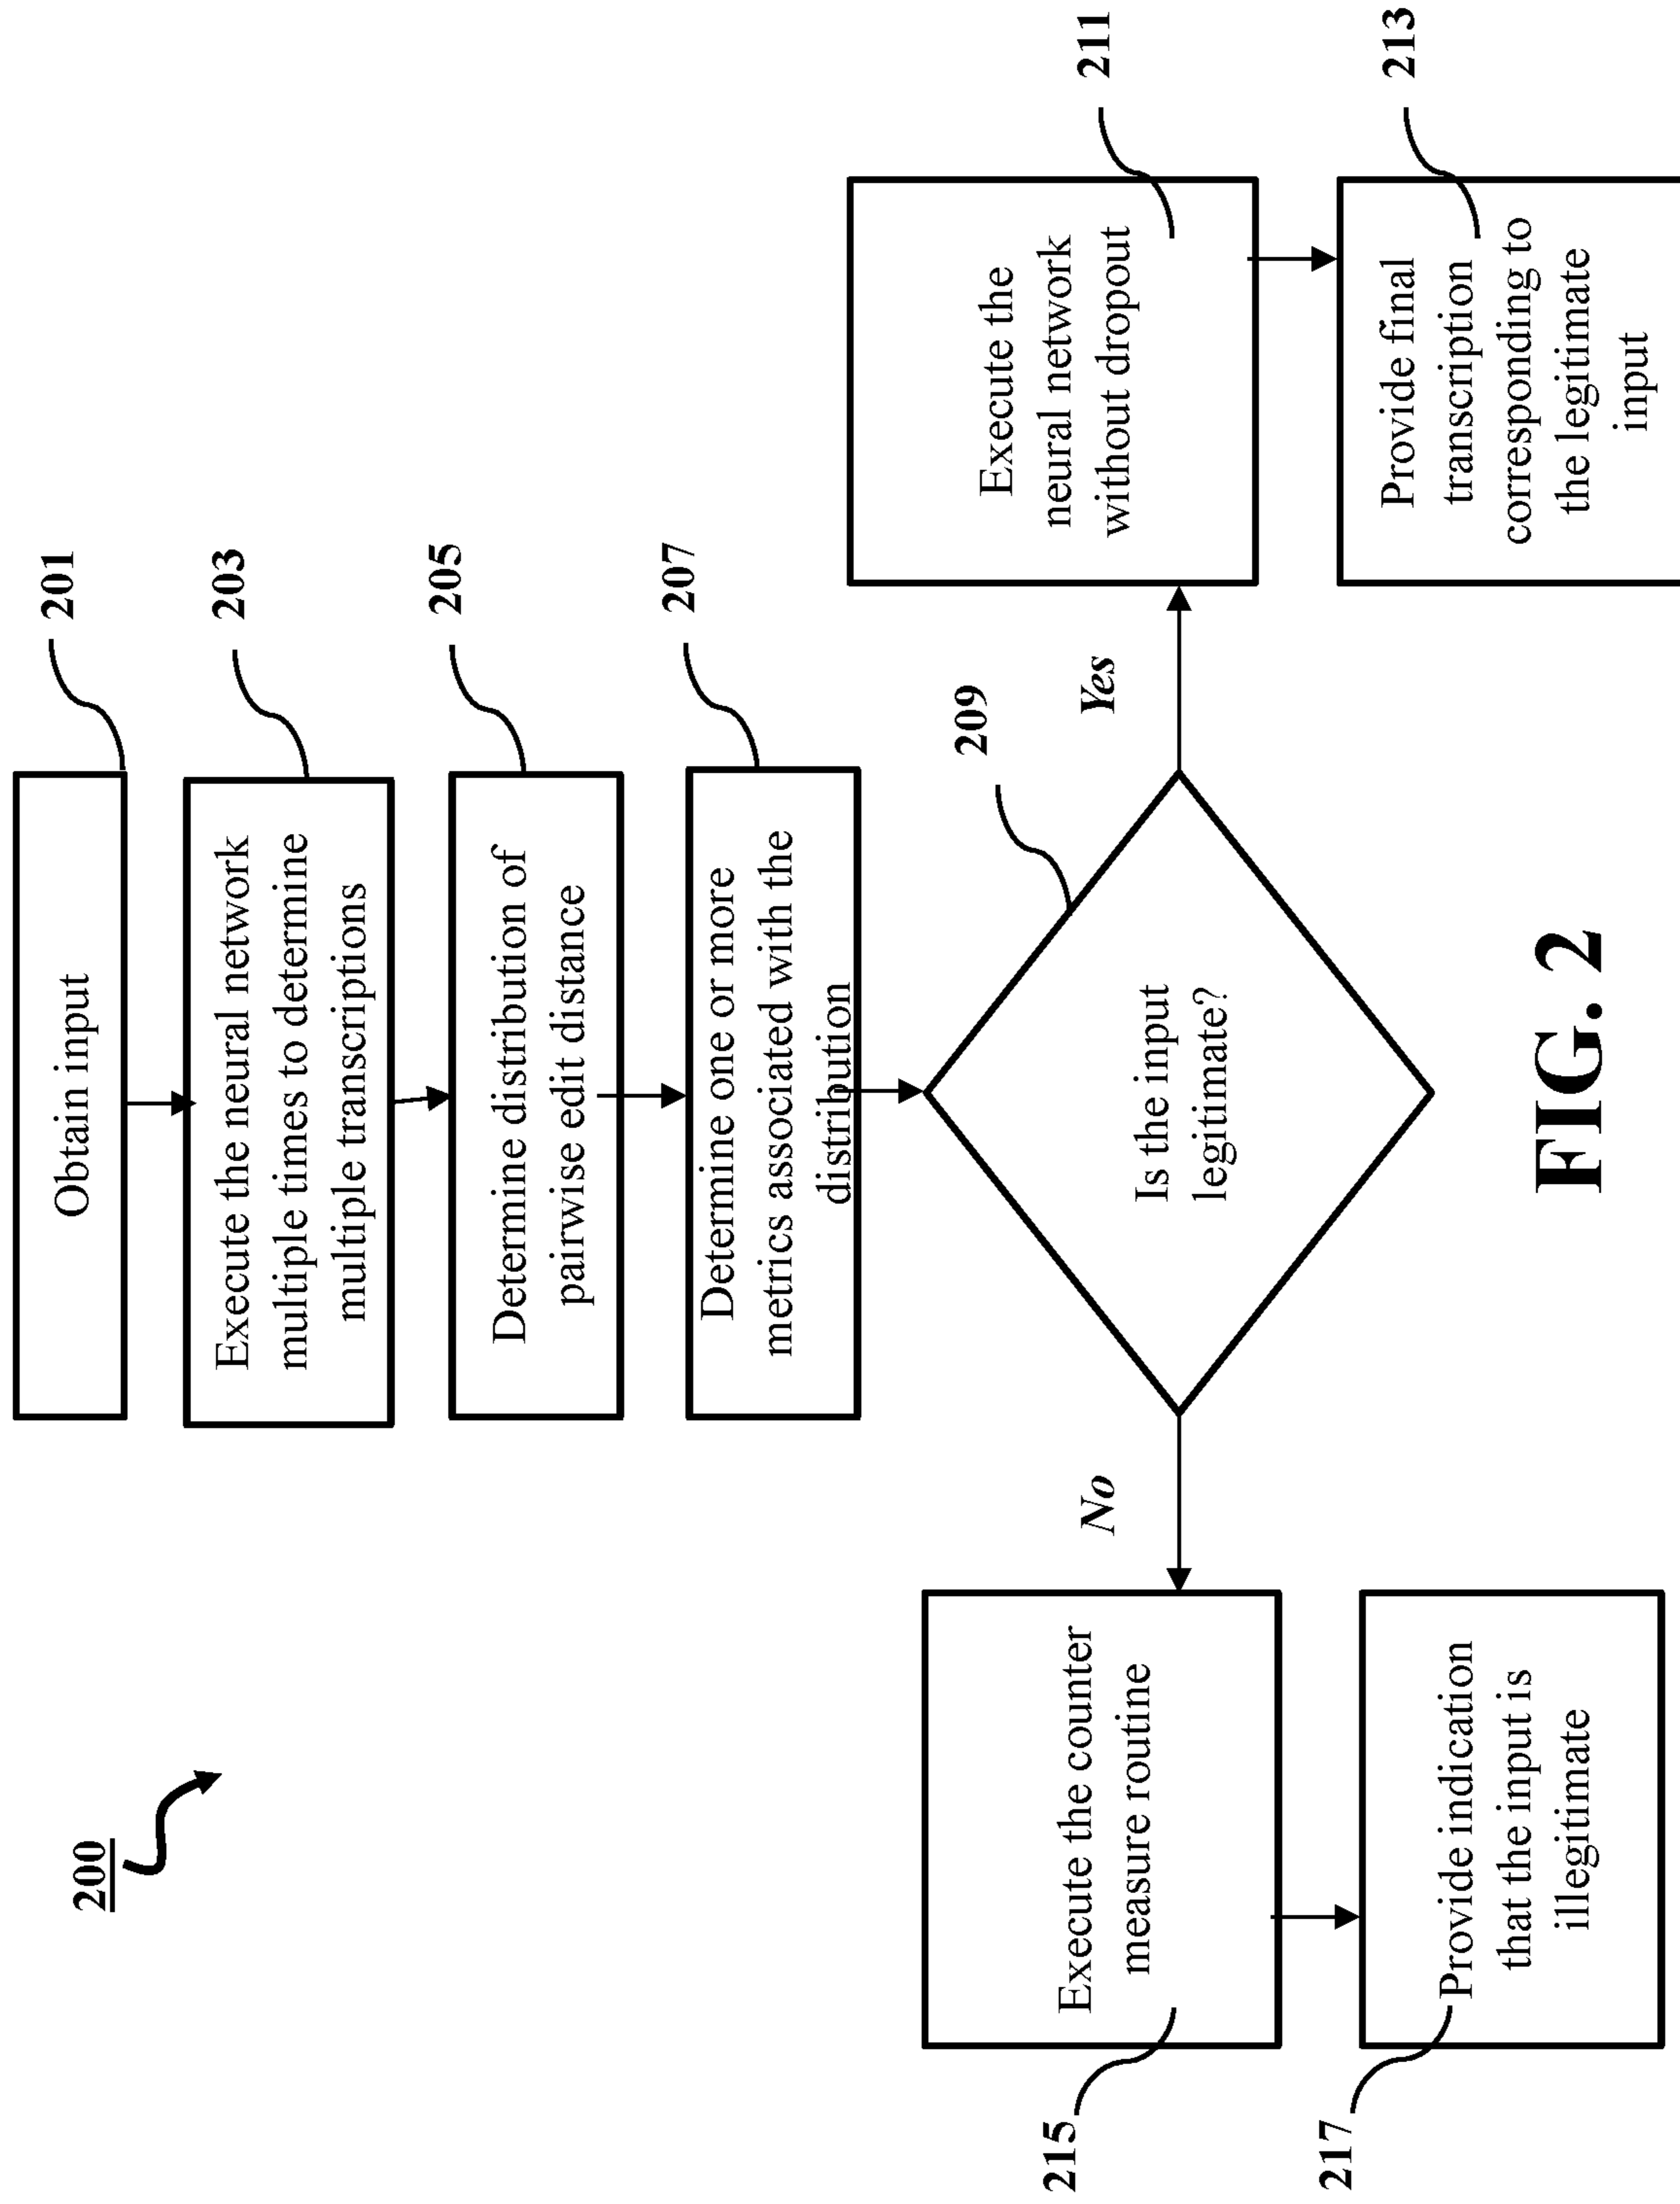 200
Obtain input
201
Execute the neural network
multiple times to determine
multiple transcriptions
203
Determine distribution of
pairwise edit distance
205
Determine one or more
metrics associated with the
distribution
207
Is the input
legitimate?
209
Yes
Execute the
neural network
without dropout
211
Provide final
transcription
corresponding to
the legitimate
input
213
No
Execute the counter
measure routine
215
Provide indication
that the input is
illegitimate
217
FIG. 2